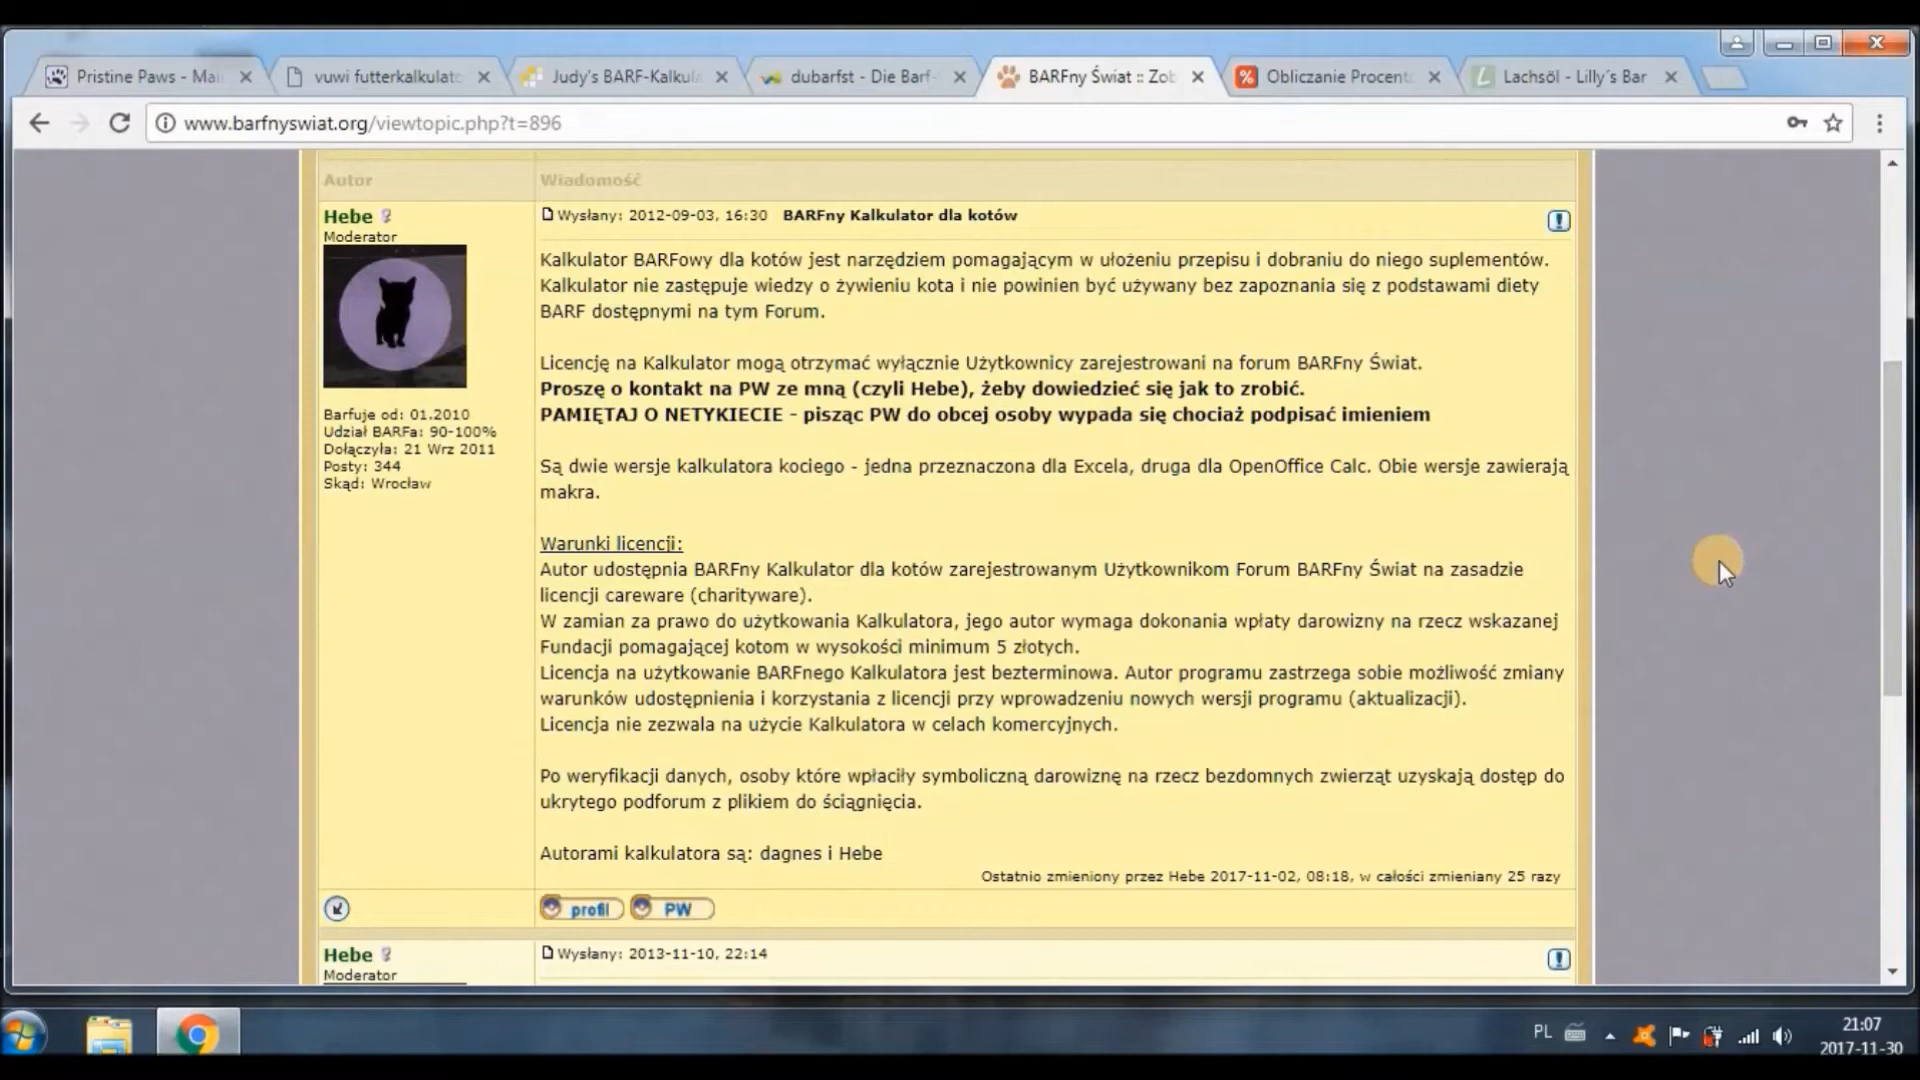 Pristine Paws - Mai
vuwi futterkalkulato
Judy's BARF-Kalkula
dubarfst - Die Barf-
BARFny Świat :: Zob
Obliczanie Procent
Lachsöl - Lilly´s Bar
www.barfnyswiat.org/viewtopic.php?t=896
Autor
Wiadomość
Hebe
Moderator
Barfuje od: 01.2010
Udział BARFa: 90-100%
Dołączyła: 21 Wrz 2011
Posty: 344
Skąd: Wrocław
Wysłany: 2012-09-03, 16:30 BARFny Kalkulator dla kotów
Kalkulator BARFowy dla kotów jest narzędziem pomagającym w ułożeniu przepisu i dobraniu do niego suplementów.
Kalkulator nie zastępuje wiedzy o żywieniu kota i nie powinien być używany bez zapoznania się z podstawami diety
BARF dostępnymi na tym Forum.
Licencję na Kalkulator mogą otrzymać wyłącznie Użytkownicy zarejestrowani na forum BARFny Świat.
Proszę o kontakt na PW ze mną (czyli Hebe), żeby dowiedzieć się jak to zrobić.
PAMIĘTAJ O NETYKIECIE - pisząc PW do obcej osoby wypada się chociaż podpisać imieniem
Są dwie wersje kalkulatora kociego - jedna przeznaczona dla Excela, druga dla OpenOffice Calc. Obie wersje zawierają
makra.
Warunki licencji:
Autor udostępnia BARFny Kalkulator dla kotów zarejestrowanym Użytkownikom Forum BARFny Świat na zasadzie
licencji careware (charityware).
W zamian za prawo do użytkowania Kalkulatora, jego autor wymaga dokonania wpłaty darowizny na rzecz wskazanej
Fundacji pomagającej kotom w wysokości minimum 5 złotych.
Licencja na użytkowanie BARFnego Kalkulatora jest bezterminowa. Autor programu zastrzega sobie możliwość zmiany
warunków udostępnienia i korzystania z licencji przy wprowadzeniu nowych wersji programu (aktualizacji).
Licencja nie zezwala na użycie Kalkulatora w celach komercyjnych.
Po weryfikacji danych, osoby które wpłaciły symboliczną darowiznę na rzecz bezdomnych zwierząt uzyskają dostęp do
ukrytego podforum z plikiem do ściągnięcia.
Autorami kalkulatora są: dagnes i Hebe
Ostatnio zmieniony przez Hebe 2017-11-02, 08:18, w całości zmieniany 25 razy
profil
PW
Hebe
Moderator
Wysłany: 2013-11-10, 22:14
PL
21:07
2017-11-30